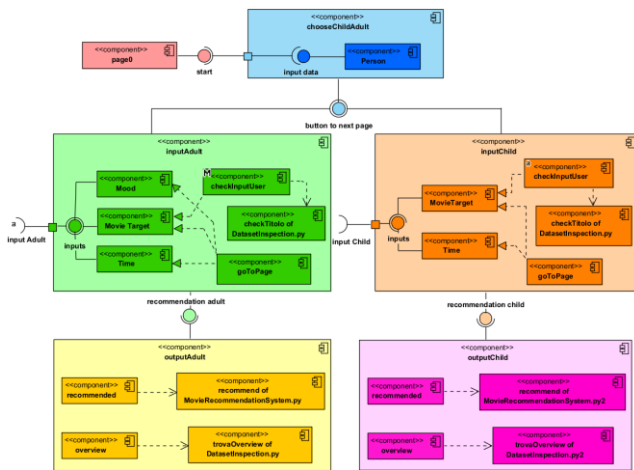 <<component>>
chooseChildAdult
<<component>>
page0
start
input data
<<component>>
Person
button to next page
<<component>>
inputAdult
<<component>>
Mood
<<component>>
checkInputUser
M
<<component>>
Movie Target
<<component>>
checkTitolo of
DatasetInspection.py
a
input Adult
inputs
<<component>>
Time
<<component>>
goToPage
recommendation adult
<<component>>
inputChild
a
<<component>>
checkInputUser
<<component>>
MovieTarget
<<component>>
checkTitolo of
DatasetInspection.py
input Child
inputs
<<component>>
Time
<<component>>
goToPage
recommendation child
<<component>>
outputAdult
<<component>>
recommended
<<component>>
recommend of
MovieRecommendationSystem.py
<<component>>
overview
<<component>>
trovaOverview of
DatasetInspection.py
<<component>>
outputChild
<<component>>
recommended
<<component>>
recommend of
MovieRecommendationSystem.py2
<<component>>
overview
<<component>>
trovaOverview of
DatasetInspection.py2